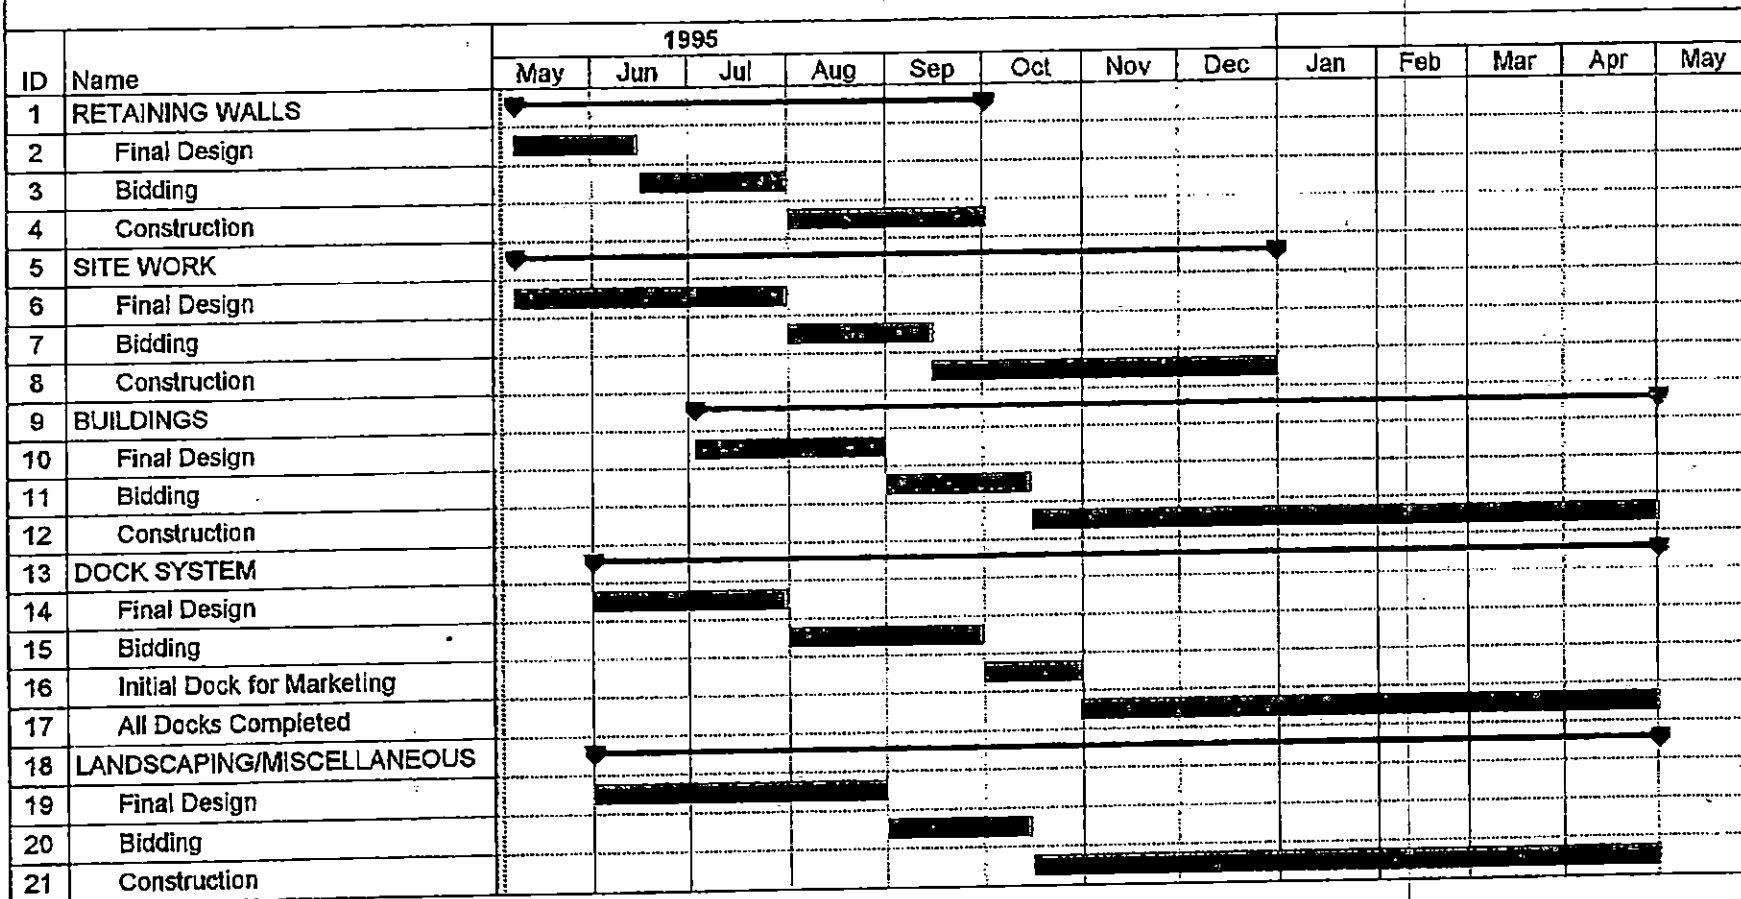 1995
ID Name May Jun Jul Aug Sep Oct Nov Dec Jan Feb Mar Apr May
1 RETAINING WALLS
2 Final Design
3 Bidding
4 Construction
5 SITE WORK
6 Final Design
7 Bidding
8 Construction
9 BUILDINGS
10 Final Design
11 Bidding
12 Construction
13 DOCK SYSTEM
14 Final Design
15 Bidding
16 Initial Dock for Marketing
17 All Docks Completed
18 LANDSCAPING/MISCELLANEOUS
19 Final Design
20 Bidding
21 Construction